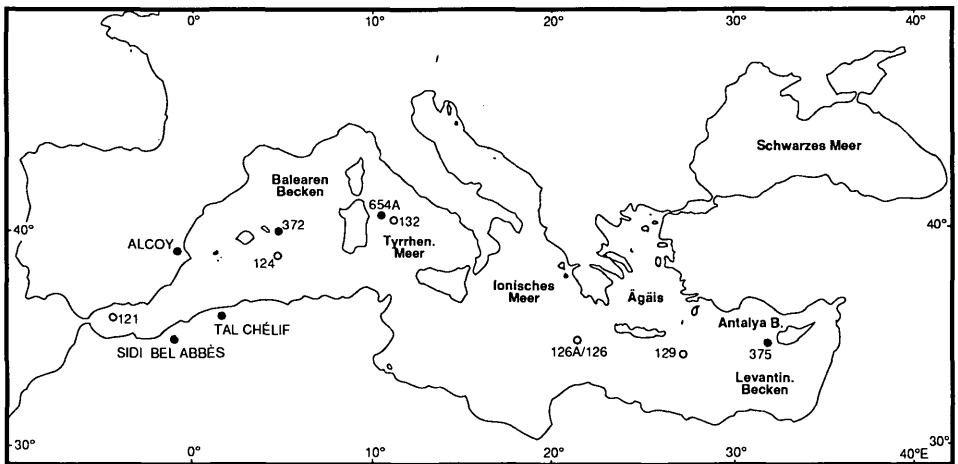 0° 10° 20° 30° 40°
Schwarzes Meer
Balearen
Becken
654A
132
372
40° 40°
ALCOY
Tyrrhen.
Meer
124
Ionisches
Meer
Ägäis
121
TAL CHÉLIF
Antalya B.
SIDI BEL ABBÈS
126A/126
129
375
Levantin.
Becken
30° 30°
0° 10° 20° 30° 40°E